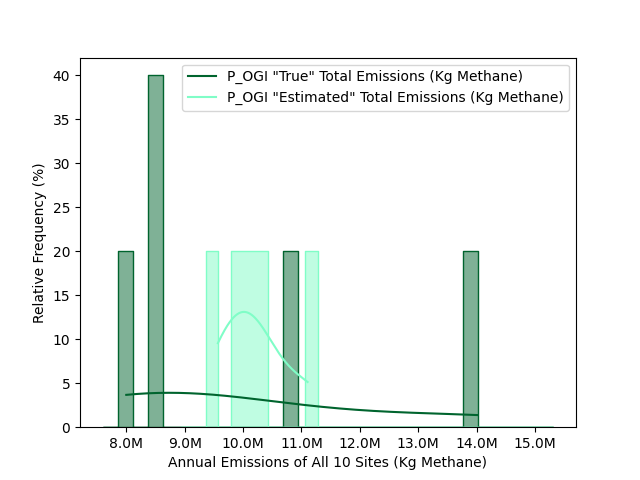 P_OGI "True" Total Emissions (Kg Methane)
P_OGI "Estimated" Total Emissions (Kg Methane)
Relative Frequency (%)
40
35
30
25
20
15
10
5
0
8.0M 9.0M 10.0M 11.0M 12.0M 13.0M 14.0M 15.0M
Annual Emissions of All 10 Sites (Kg Methane)